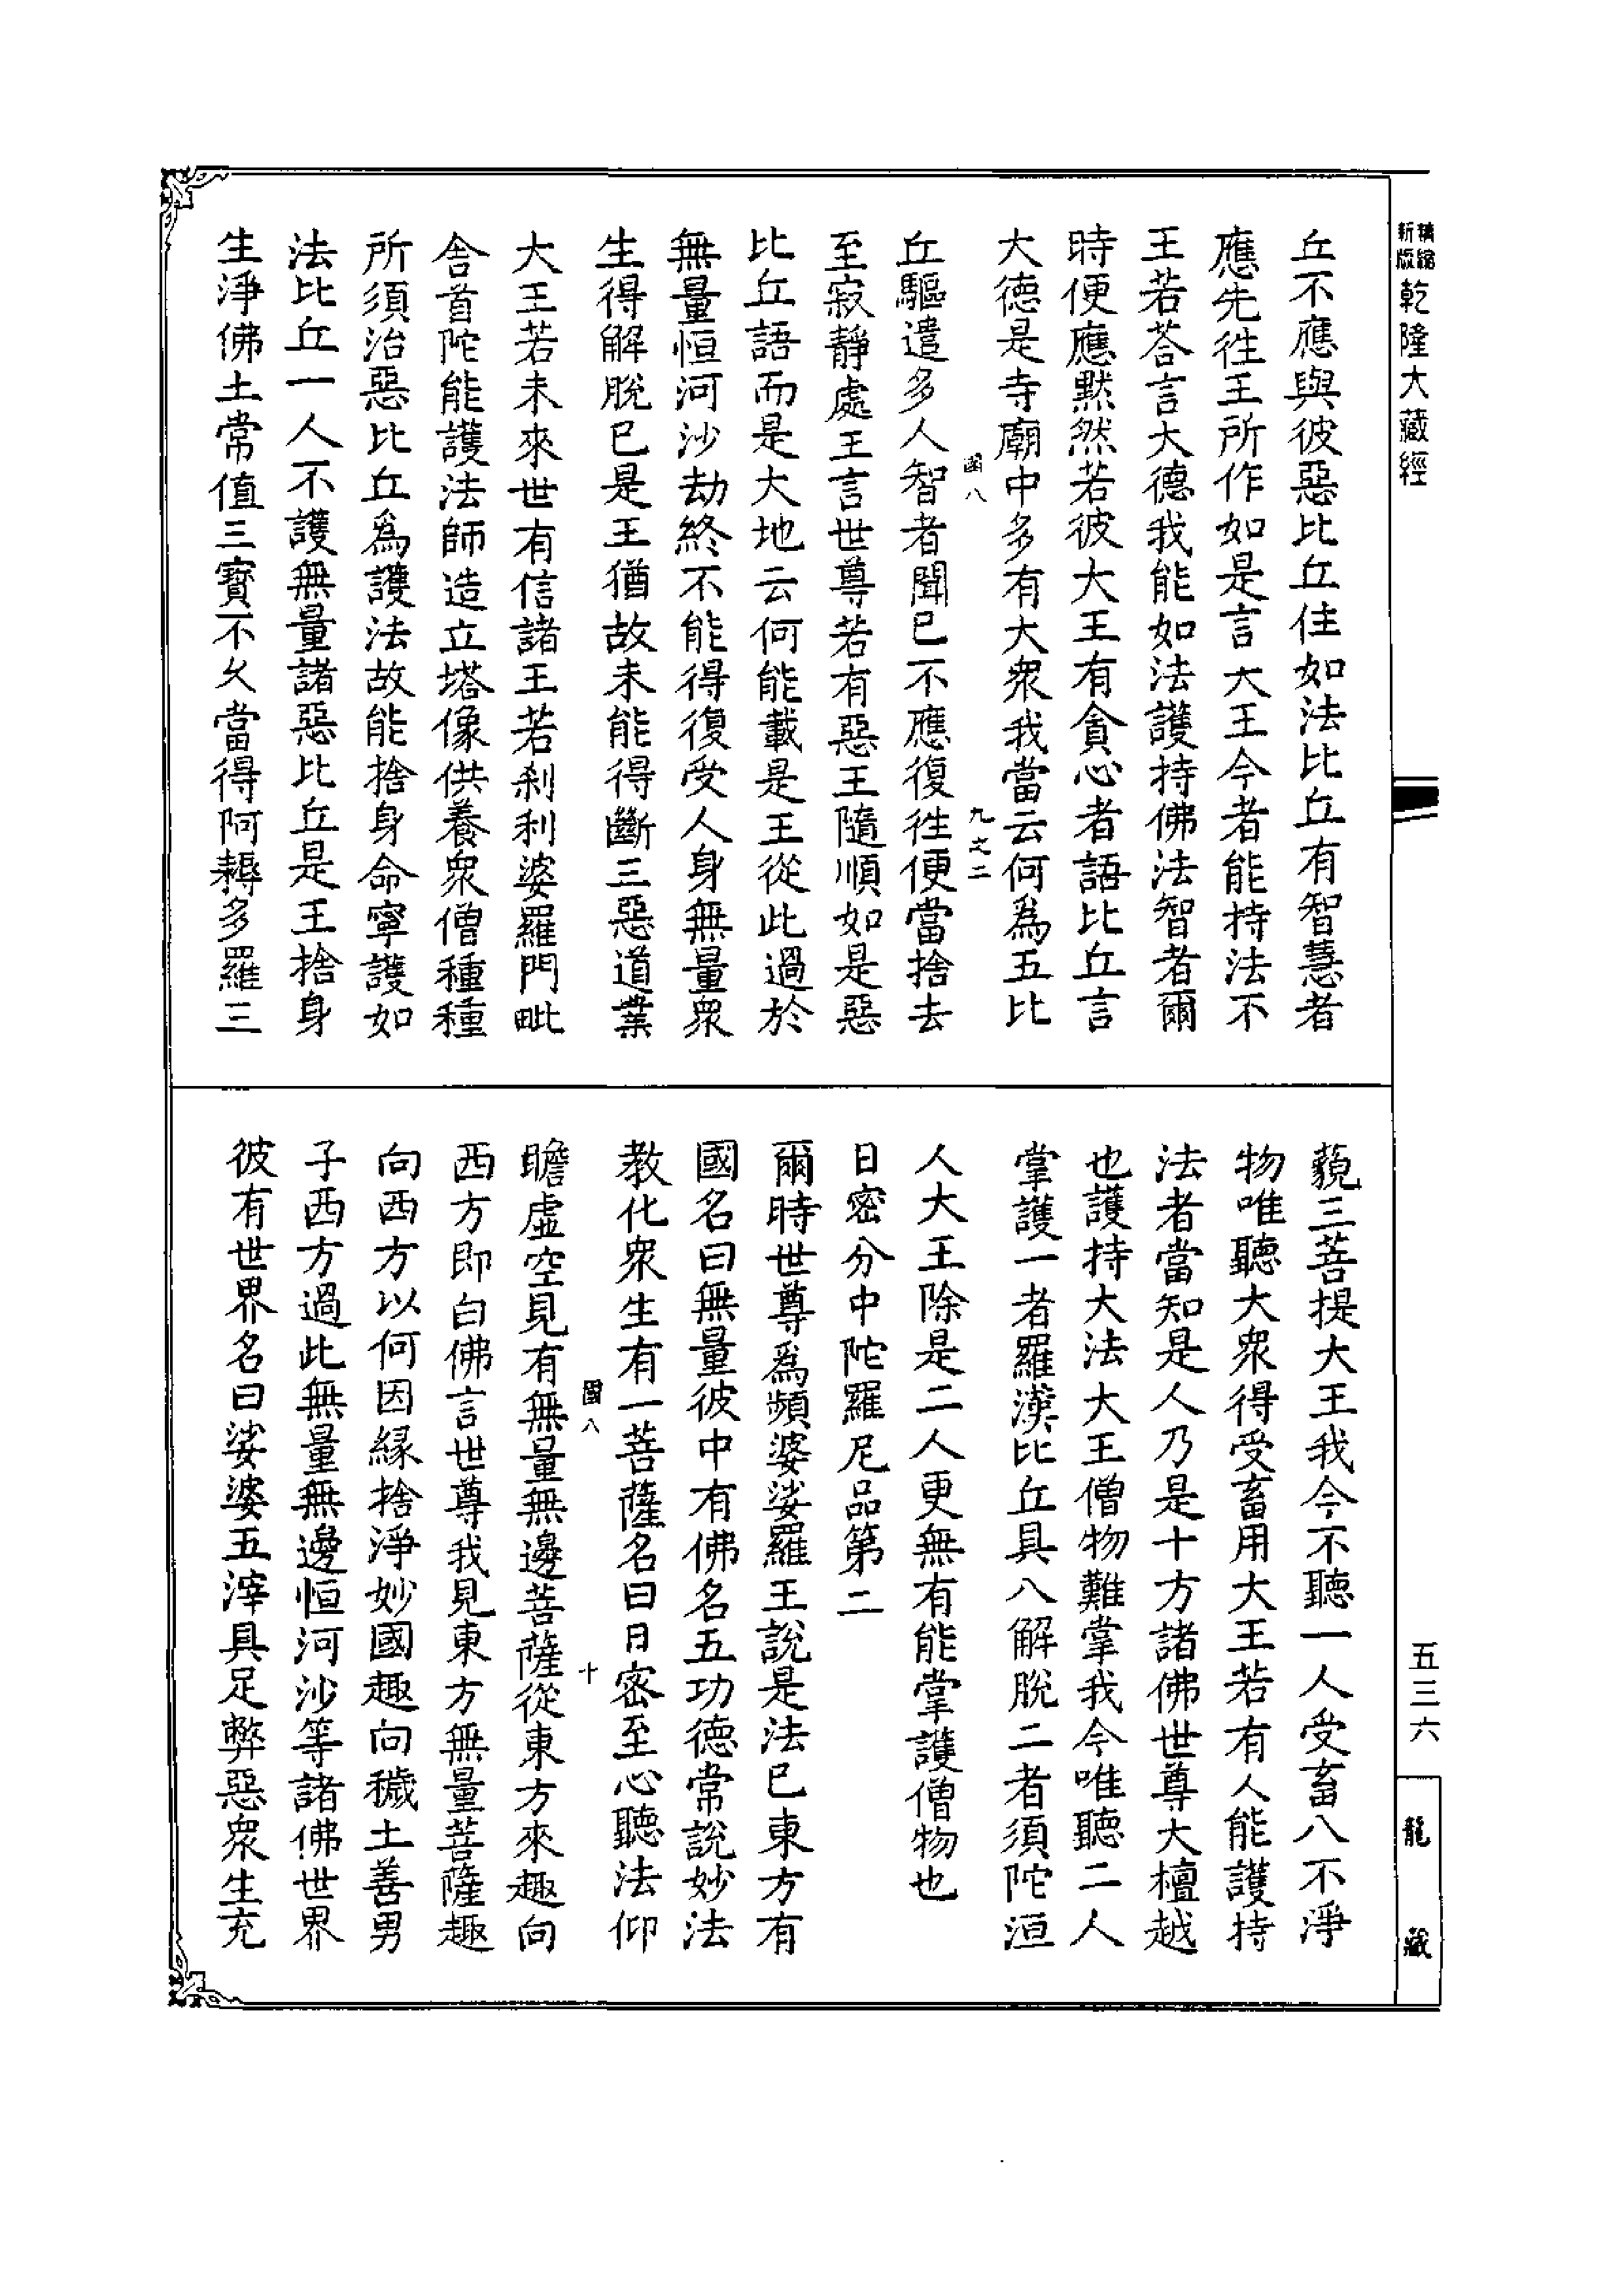 新版
精縮
乾隆大藏經
五三六
龍藏
丘不應與彼惡比丘住如法比丘有智慧者
應先往王所作如是言大王今者能持法不
王若荅言大德我能如法護持佛法智者爾
時便應默然若彼大王有貪心者語比丘言
大德是寺廟中多有大衆我當云何爲五比
國八
九之二
丘驅遣多人智者聞已不應復往便當捨去
至寂靜處王言世尊若有惡王隨順如是惡
比丘語而是大地云何能載是王從此過於
無量恒河沙劫終不能得復受人身無量衆
生得解脫已是王猶故未能得斷三惡道業
大王若未來世有信諸王若剎利婆羅門毗
舍首陀能護法師造立塔像供養衆僧種種
所須治惡比丘爲護法故能捨身命寧護如
法比丘一人不護無量諸惡比丘是王捨身
生淨佛土常值三寶不久當得阿耨多羅三
藐三菩提大王我今不聽一人受畜八不淨
物唯聽大衆得受畜用大王若有人能護持
法者當知是人乃是十方諸佛世尊大檀越
也護持大法大王僧物難掌我今唯聽二人
掌護一者羅漢比丘具八解脫二者須陀洹
人大王除是二人更無有能掌護僧物也
日密分中陀羅尼品第二
爾時世尊爲頻婆娑羅王說是法已東方有
國名曰無量彼中有佛名五功德常說妙法
教化衆生有一菩薩名曰日密至心聽法仰
國八
十
瞻虛空見有無量無邊菩薩從東方來趣向
西方即白佛言世尊我見東方無量菩薩趣
向西方以何因緣捨淨妙國趣向穢土善男
子西方過此無量無邊恒河沙等諸佛世界
彼有世界名曰娑婆五滓具足弊惡衆生充